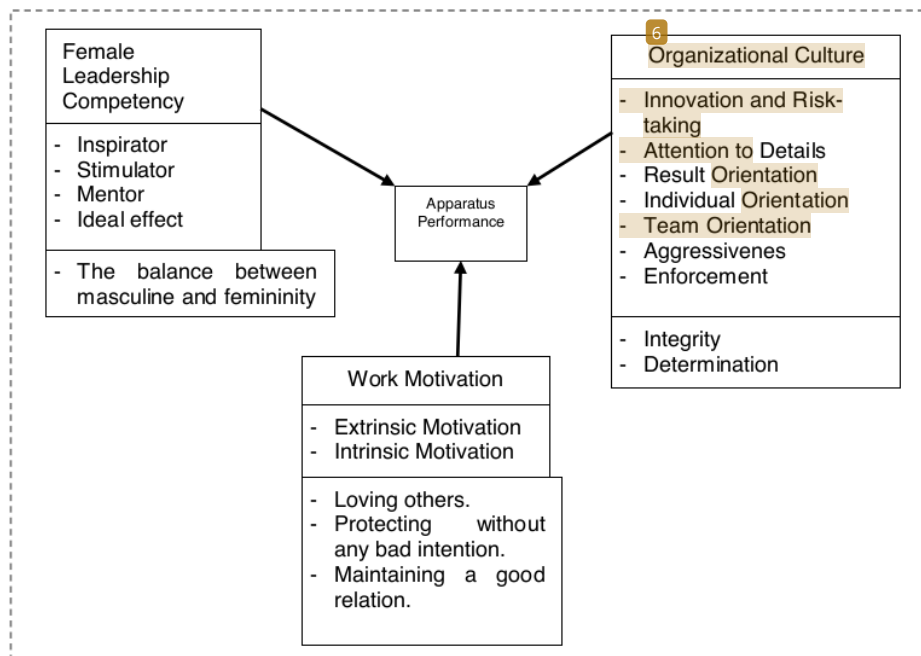 Female
Leadership
Competency
- Inspirator
- Stimulator
- Mentor
- Ideal effect
- The balance between
masculine and femininity
6
Organizational Culture
- Innovation and Risk-
taking
- Attention to Details
- Result Orientation
- Individual Orientation
- Team Orientation
- Aggressivenes
- Enforcement
- Integrity
- Determination
Apparatus
Performance
Work Motivation
- Extrinsic Motivation
- Intrinsic Motivation
- Loving others.
- Protecting without
any bad intention.
- Maintaining a good
relation.